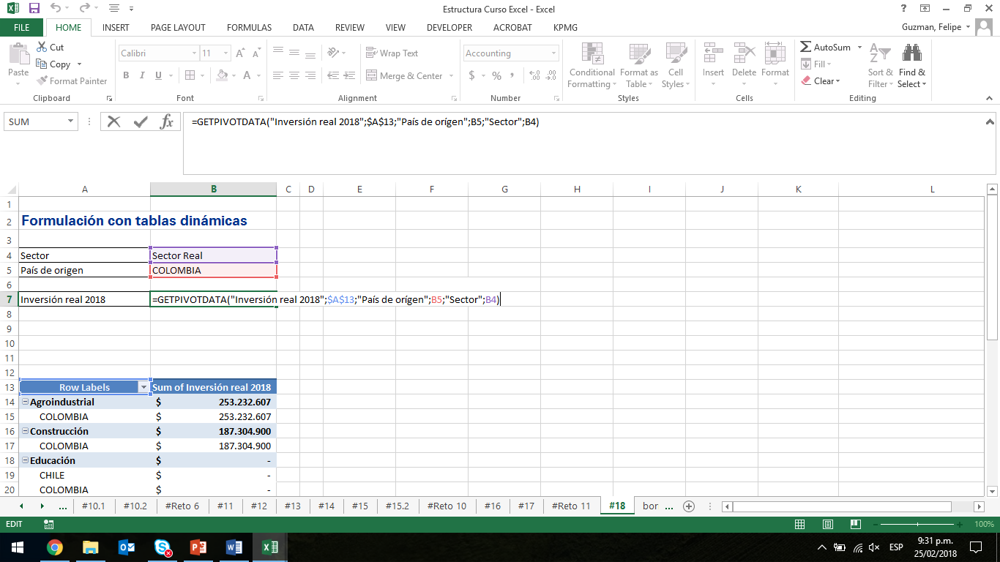 Estructura Curso Excel - Excel
FILE HOME INSERT PAGE LAYOUT FORMULAS DATA REVIEW VIEW DEVELOPER ACROBAT KPMG Guzman, Felipe
Paste Cut Copy Format Painter
Calibri 11 Wrap Text Accounting
B I U A Merge & Center $ %
Conditional Formatting Format as Table Cell Styles
Insert Delete Format
AutoSum Fill Clear
Sort & Filter Find & Select
Clipboard Font Alignment Number Styles Cells Editing
SUM fx =GETPIVOTDATA("Inversión real 2018";$A$13;"País de orígen";B5;"Sector";B4)
A B C D E F G H I J K L
1
2 Formulación con tablas dinámicas
3
4 Sector Sector Real
5 País de origen COLOMBIA
6
7 Inversión real 2018 =GETPIVOTDATA("Inversión real 2018";$A$13;"País de orígen";B5;"Sector";B4)
8
9
10
11
12
13 Row Labels Sum of Inversión real 2018
14 Agroindustrial $ 253.232.607
15 COLOMBIA $ 253.232.607
16 Construcción $ 187.304.900
17 COLOMBIA $ 187.304.900
18 Educación $ -
19 CHILE $ -
20 COLOMBIA $ -
... #10.1 #10.2 #Reto 6 #11 #12 #13 #14 #15 #15.2 #Reto 10 #16 #17 #Reto 11 #18 bor ...
EDIT 100%
ESP 9:31 p.m.
25/02/2018